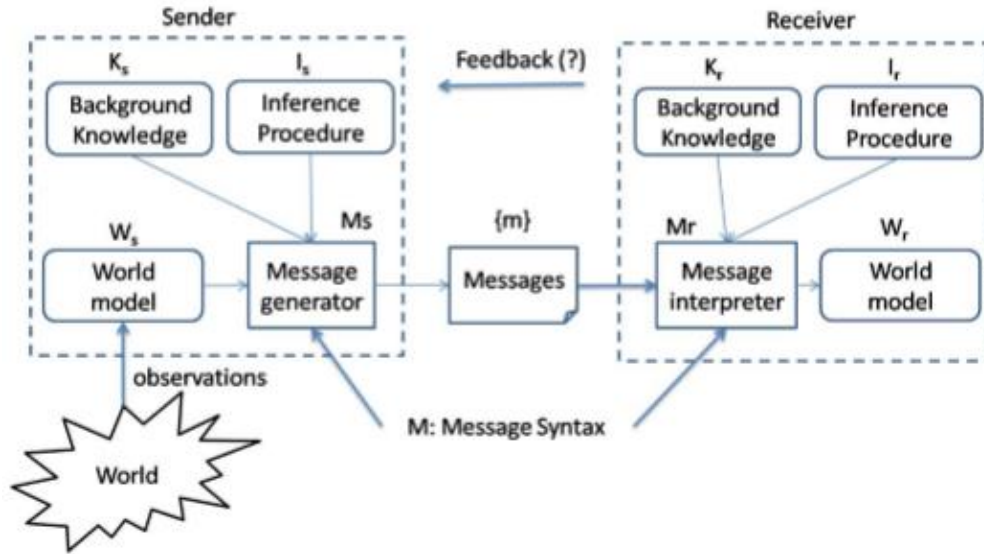 Sender
Receiver
Kₛ
Iₛ
Feedback (?)
Kᵣ
Iᵣ
Background
Knowledge
Inference
Procedure
Background
Knowledge
Inference
Procedure
Wₛ
Ms
{m}
Mr
Wᵣ
World
model
Message
generator
Messages
Message
interpreter
World
model
observations
M: Message Syntax
World